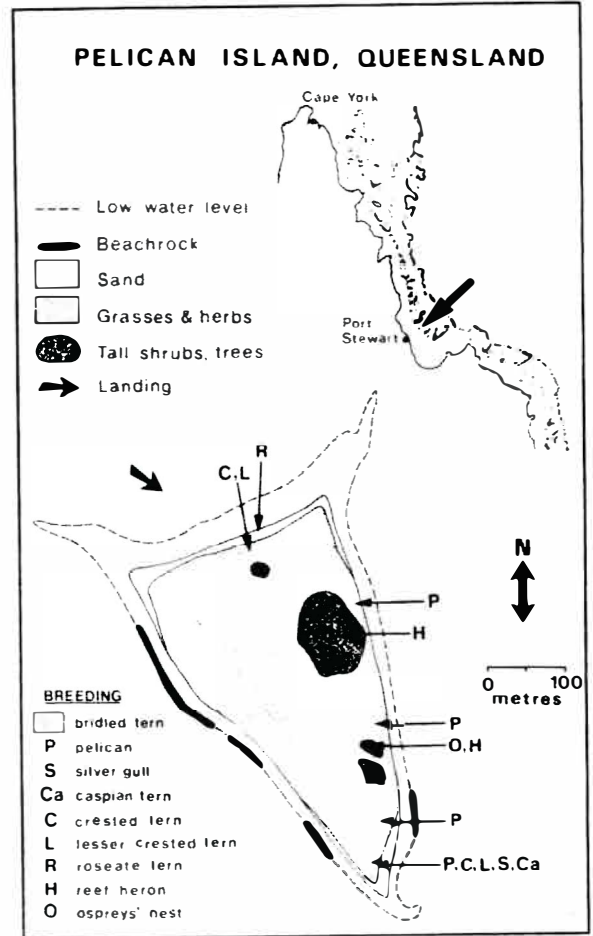 PELICAN ISLAND, QUEENSLAND
Cape York
Low water level
Beachrock
Sand
Grasses & herbs
Tall shrubs, trees
Landing
Port
Stewart
R
C,L
N
P
H
0 100
metres
P
O,H
P
P,C,L,S,Ca
BREEDING
bridled tern
P pelican
S silver gull
Ca caspian tern
C crested tern
L lesser crested tern
R roseate tern
H reef heron
O ospreys' nest